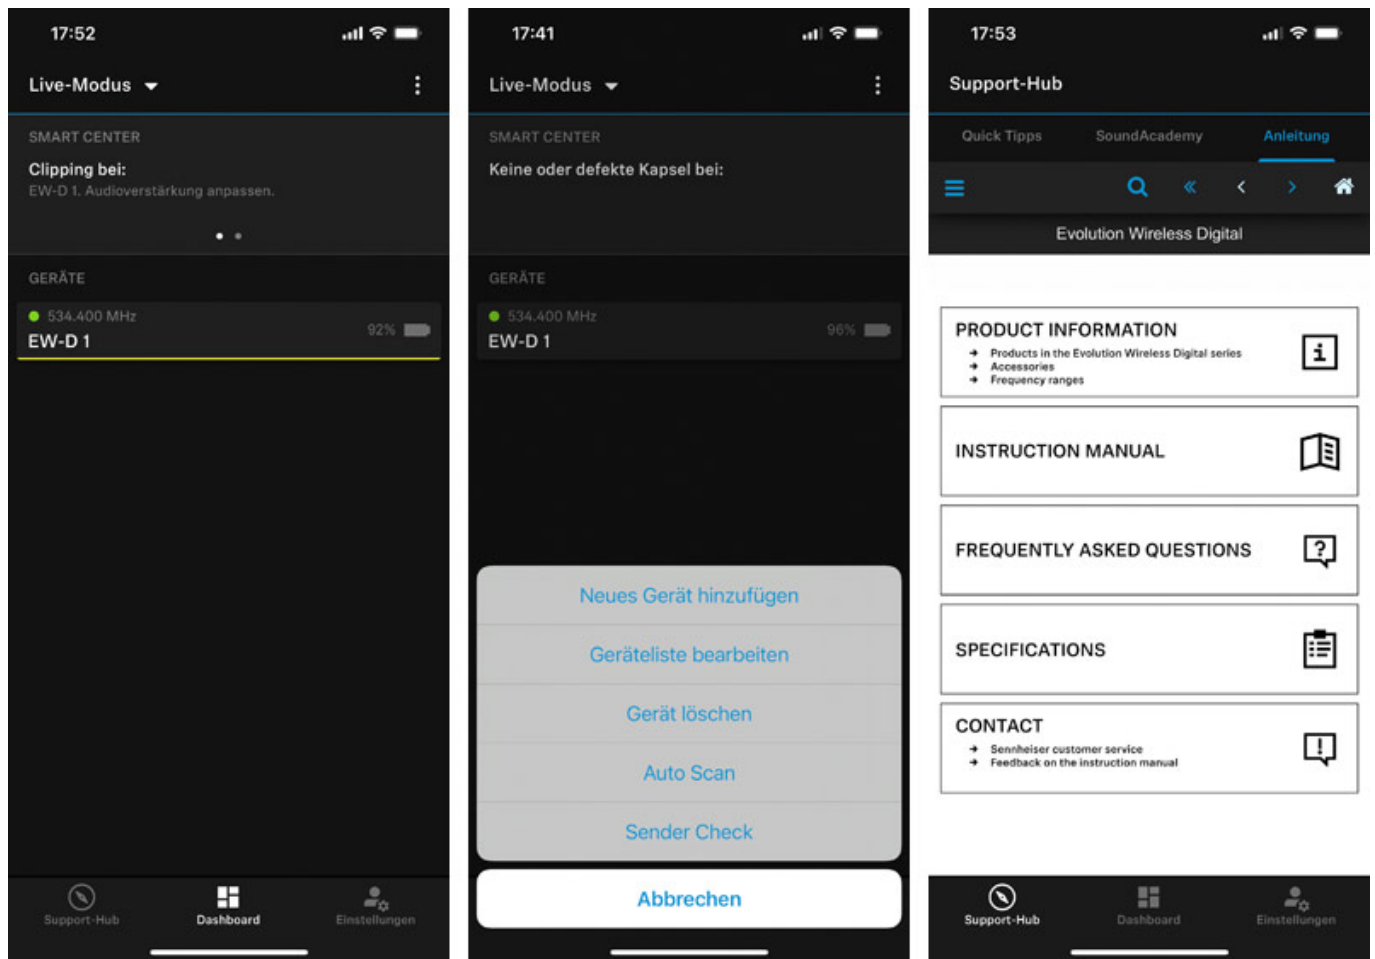 17:52
Live-Modus
SMART CENTER
Clipping bei:
EW-D 1. Audioverstärkung anpassen.
GERÄTE
534.400 MHz
92%
EW-D 1
Support-Hub
Dashboard
Einstellungen
17:41
Live-Modus
SMART CENTER
Keine oder defekte Kapsel bei:
GERÄTE
534.400 MHz
96%
EW-D 1
Neues Gerät hinzufügen
Geräteliste bearbeiten
Gerät löschen
Auto Scan
Sender Check
Abbrechen
17:53
Support-Hub
Quick Tipps
SoundAcademy
Anleitung
Evolution Wireless Digital
PRODUCT INFORMATION
Products in the Evolution Wireless Digital series
Accessories
Frequency ranges
INSTRUCTION MANUAL
FREQUENTLY ASKED QUESTIONS
SPECIFICATIONS
CONTACT
Sennheiser customer service
Feedback on the instruction manual
Support-Hub
Dashboard
Einstellungen